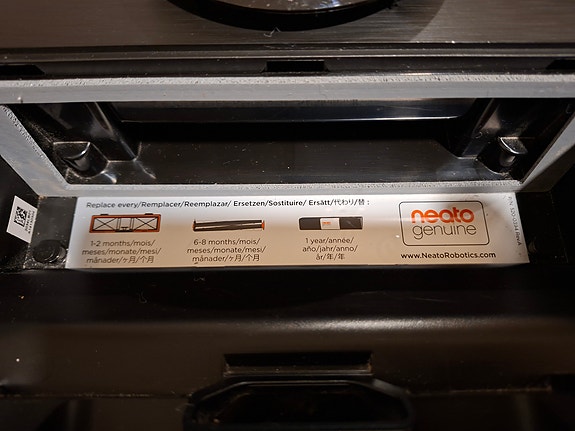 Replace every/Remplacer/Reemplazar/ Ersetzen/Sostituire/ Ersätt/代わり/替 :
1-2 months/mois/
meses/monate/mesi/
månader/ヶ月/个月
6-8 months/mois/
meses/monate/mesi/
månader/ヶ月/个月
1 year/année/
año/jahr/anno/
år/年/年
neato
genuine
www.NeatoRobotics.com